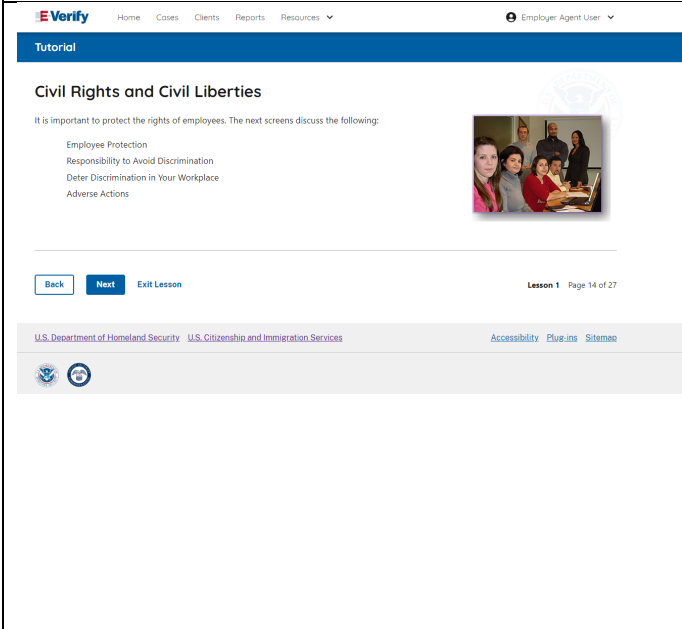 E-Verify Home Cases Clients Reports Resources Employer Agent User
Tutorial
Civil Rights and Civil Liberties
It is important to protect the rights of employees. The next screens discuss the following:
Employee Protection
Responsibility to Avoid Discrimination
Deter Discrimination in Your Workplace
Adverse Actions
Back Next Exit Lesson Lesson 1 Page 14 of 27
U.S. Department of Homeland Security U.S. Citizenship and Immigration Services Accessibility Plug-ins Sitemap